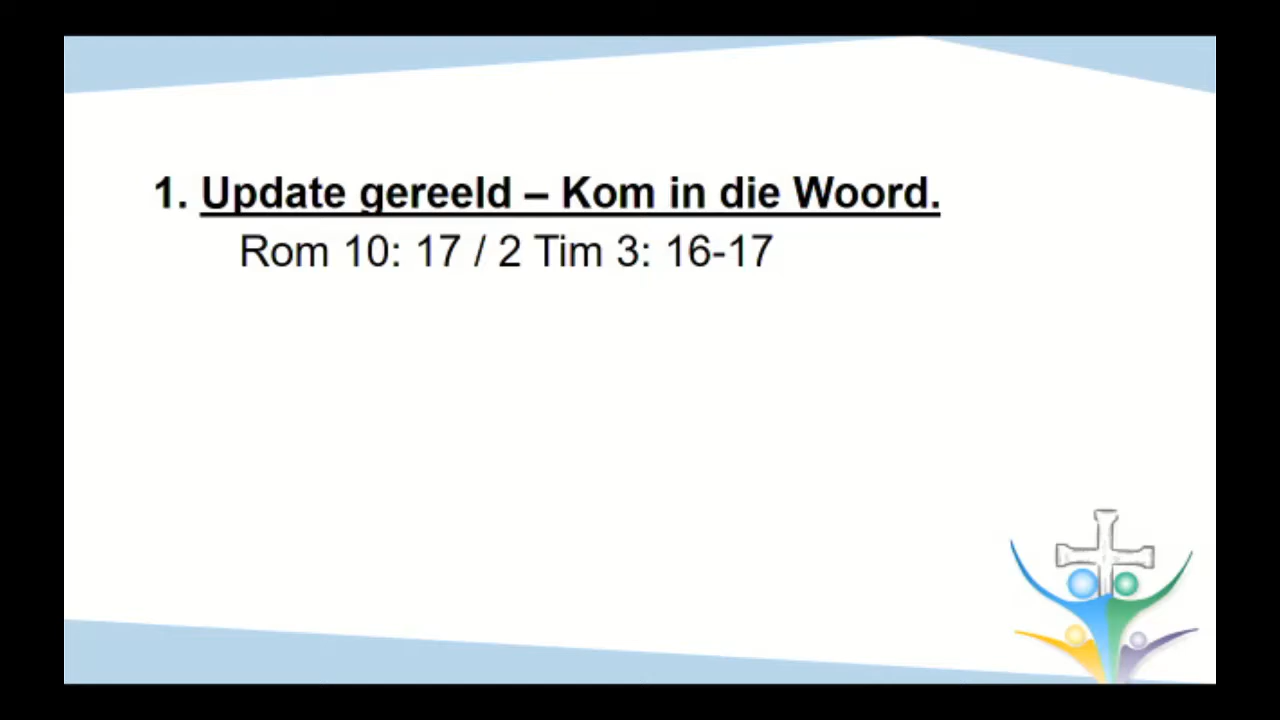 1. Update gereeld – Kom in die Woord.
Rom 10: 17 / 2 Tim 3: 16-17